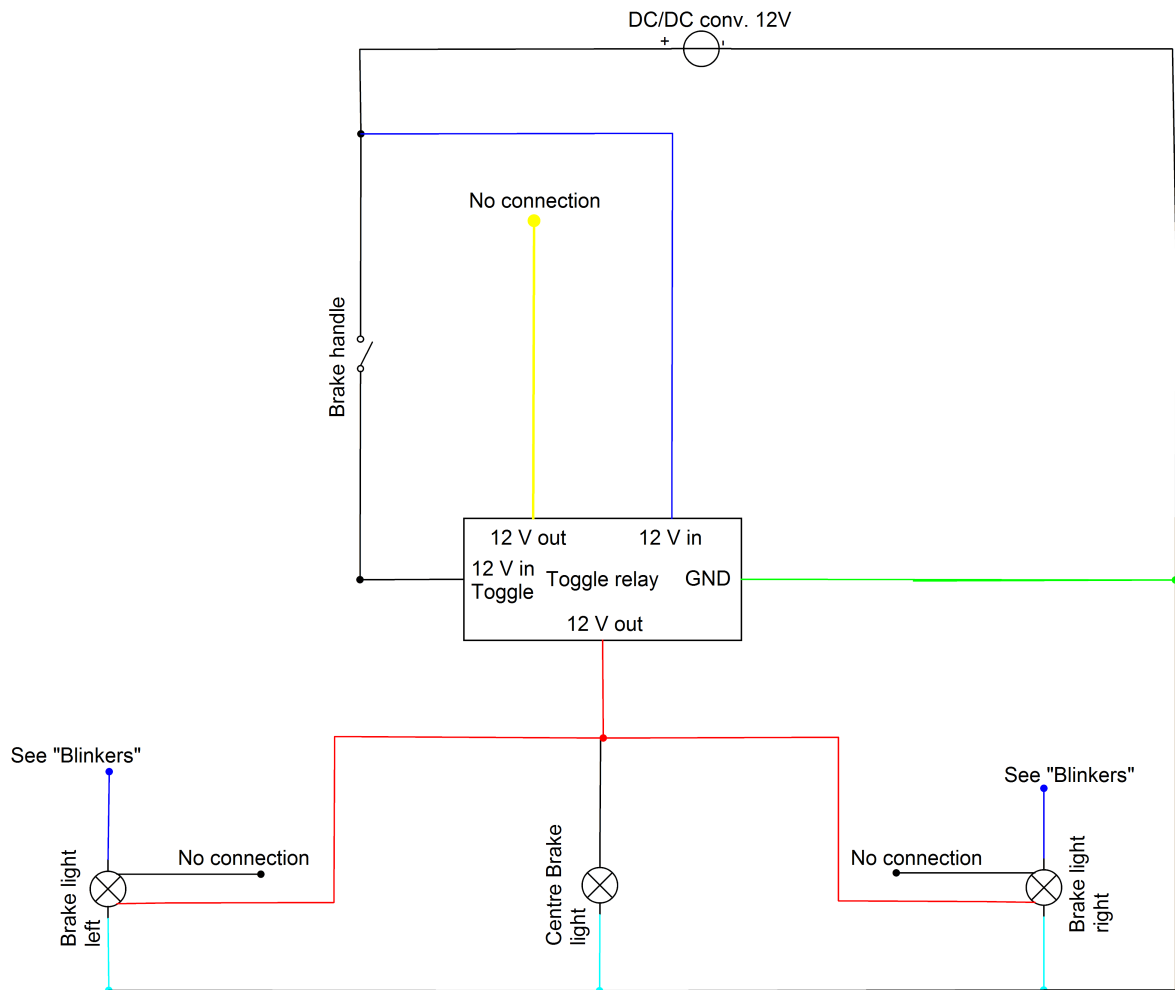 DC/DC conv. 12V
+ -
No connection
Brake handle
12 V out
12 V in
12 V in
Toggle
Toggle relay
GND
12 V out
See "Blinkers"
See "Blinkers"
No connection
No connection
Brake light
left
Centre Brake
light
Brake light
right